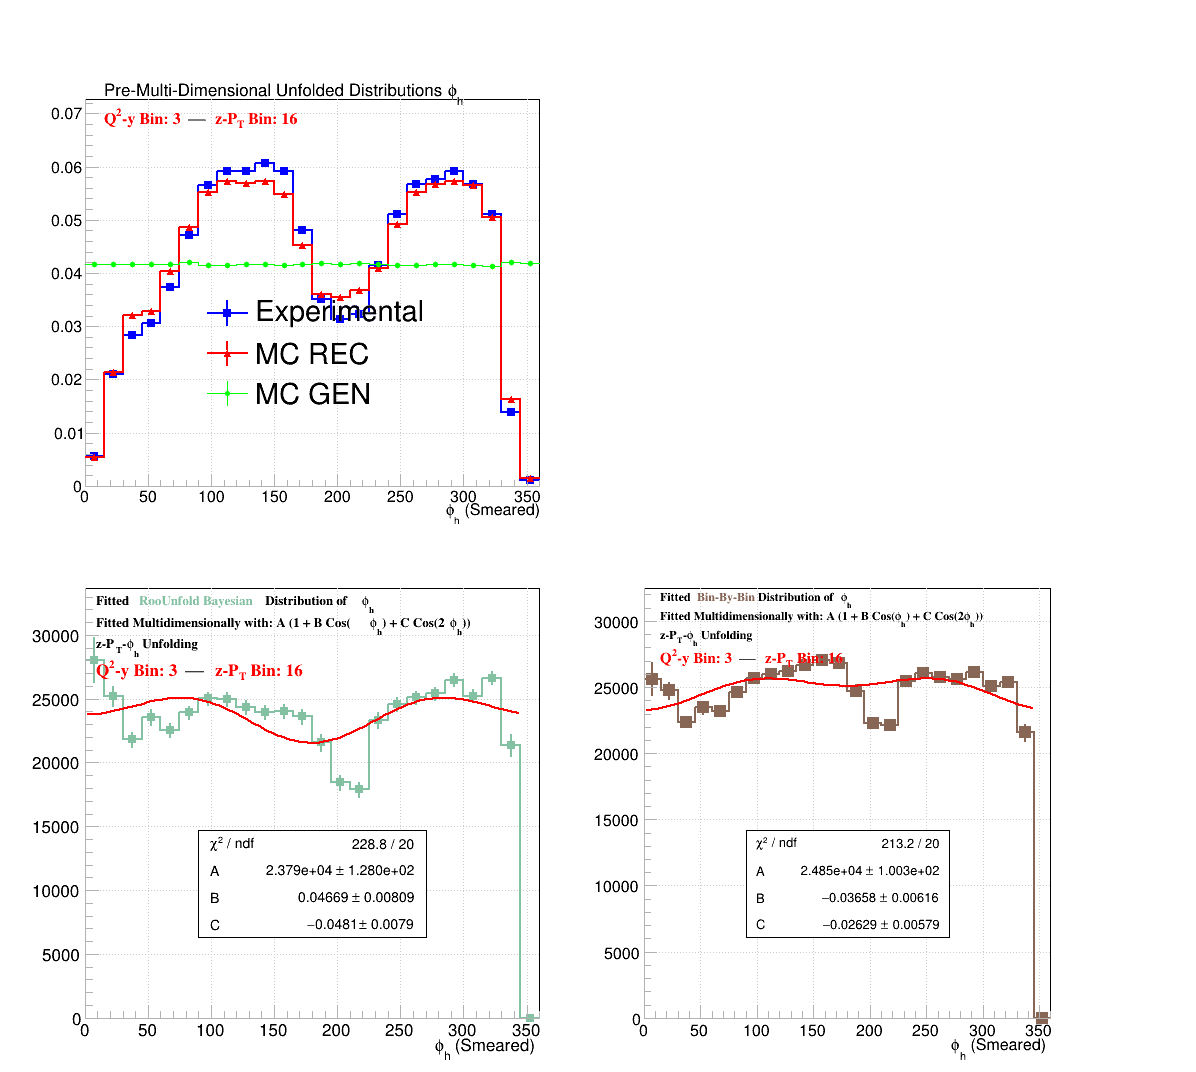 Pre-Multi-Dimensional Unfolded Distributions ϕh
Q²-y Bin: 3 — z-PT Bin: 16
0.07
0.06
0.05
0.04
0.03
0.02
0.01
0
Experimental
MC REC
MC GEN
0 50 100 150 200 250 300 350
ϕh (Smeared)
Fitted RooUnfold Bayesian Distribution of ϕh
Fitted Multidimensionally with: A (1 + B Cos( ϕh) + C Cos(2 ϕh))
z-PT-ϕh Unfolding
Q²-y Bin: 3 — z-PT Bin: 16
30000
25000
20000
15000
10000
5000
0
χ² / ndf 228.8 / 20
A 2.379e+04 ± 1.280e+02
B 0.04669 ± 0.00809
C −0.0481 ± 0.0079
0 50 100 150 200 250 300 350
ϕh (Smeared)
Fitted Bin-By-Bin Distribution of ϕh
Fitted Multidimensionally with: A (1 + B Cos(ϕh) + C Cos(2ϕh))
z-PT-ϕh Unfolding
Q²-y Bin: 3 — z-PT Bin: 16
30000
25000
20000
15000
10000
5000
0
χ² / ndf 213.2 / 20
A 2.485e+04 ± 1.003e+02
B −0.03658 ± 0.00616
C −0.02629 ± 0.00579
0 50 100 150 200 250 300 350
ϕh (Smeared)